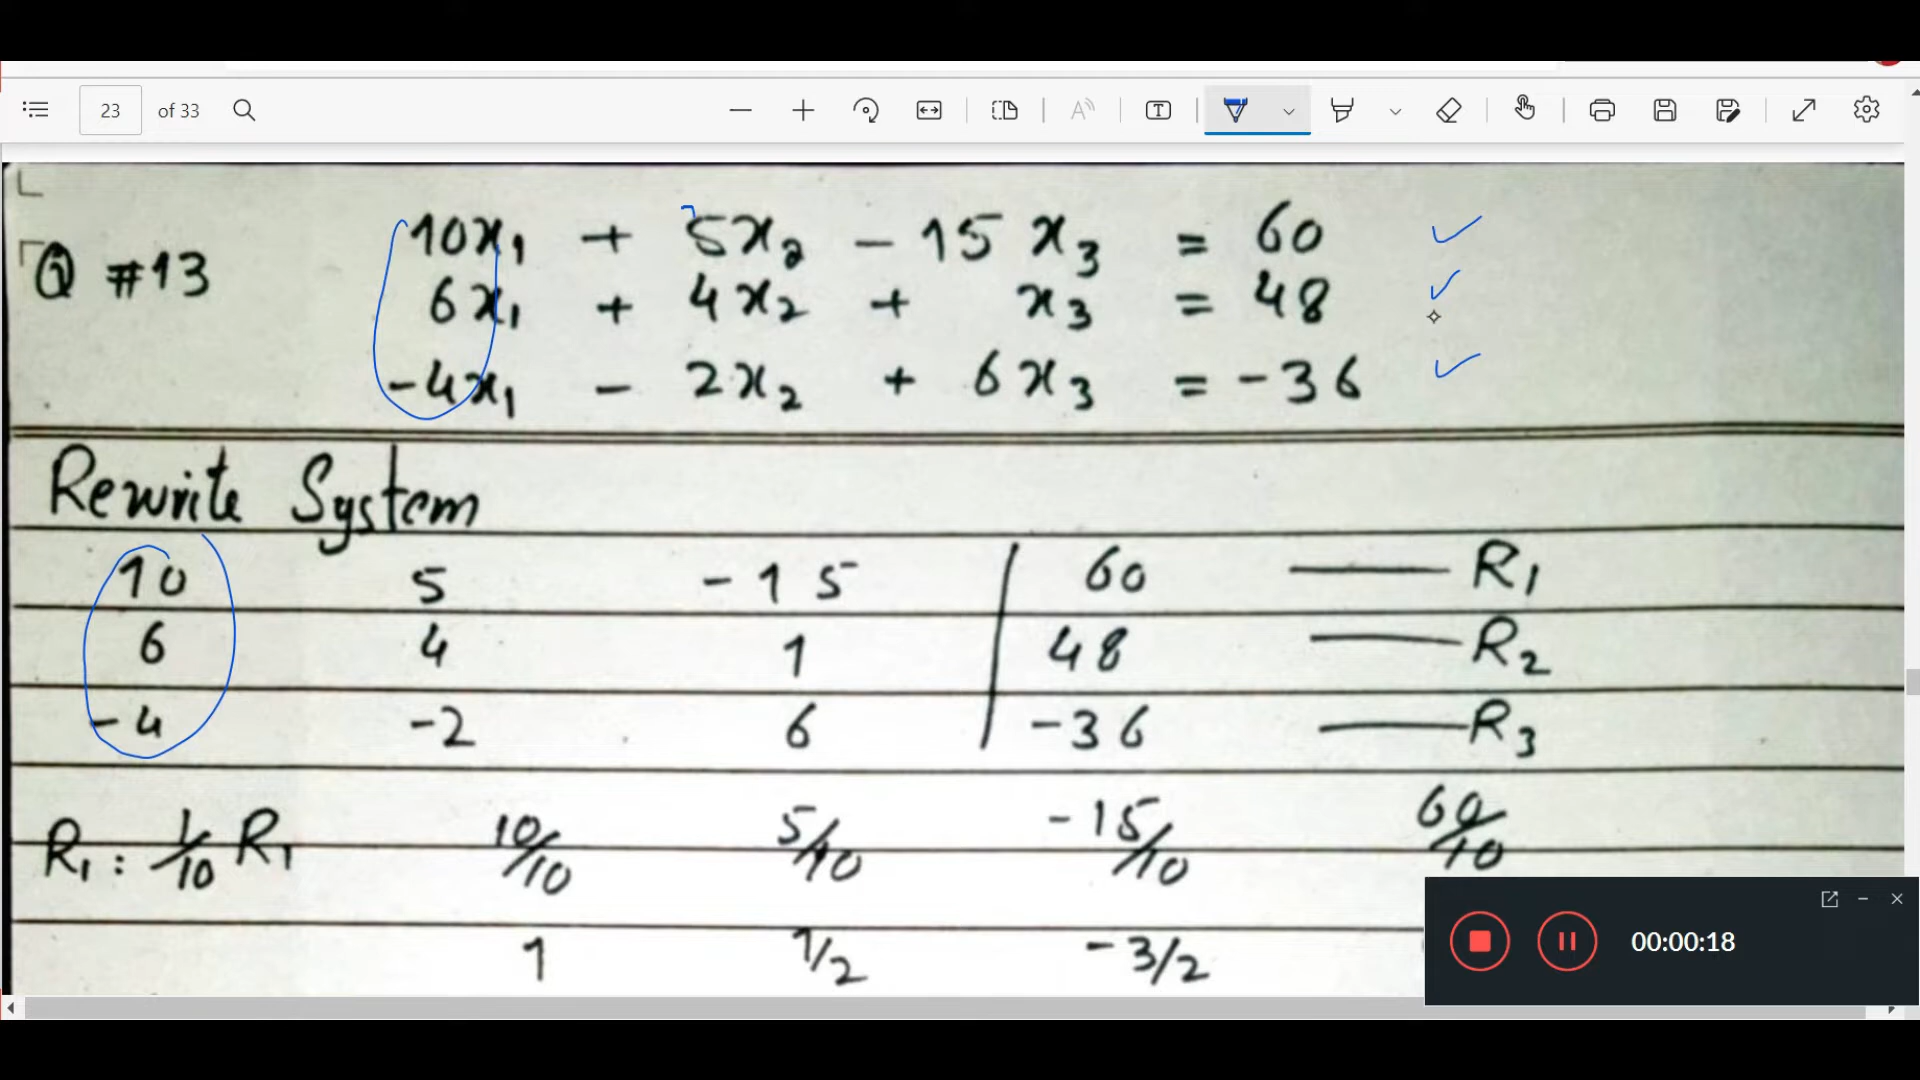 23 of 33
Q #13 10x₁ + 5x₂ - 15x₃ = 60
6x₁ + 4x₂ + x₃ = 48
-4x₁ - 2x₂ + 6x₃ = -36
Rewrite System
10 5 -15 | 60 — R₁
6 4 1 | 48 — R₂
-4 -2 6 | -36 — R₃
R₁ : 1/10 R₁ 10/10 5/10 -15/10 60/10
1 1/2 -3/2
00:00:18